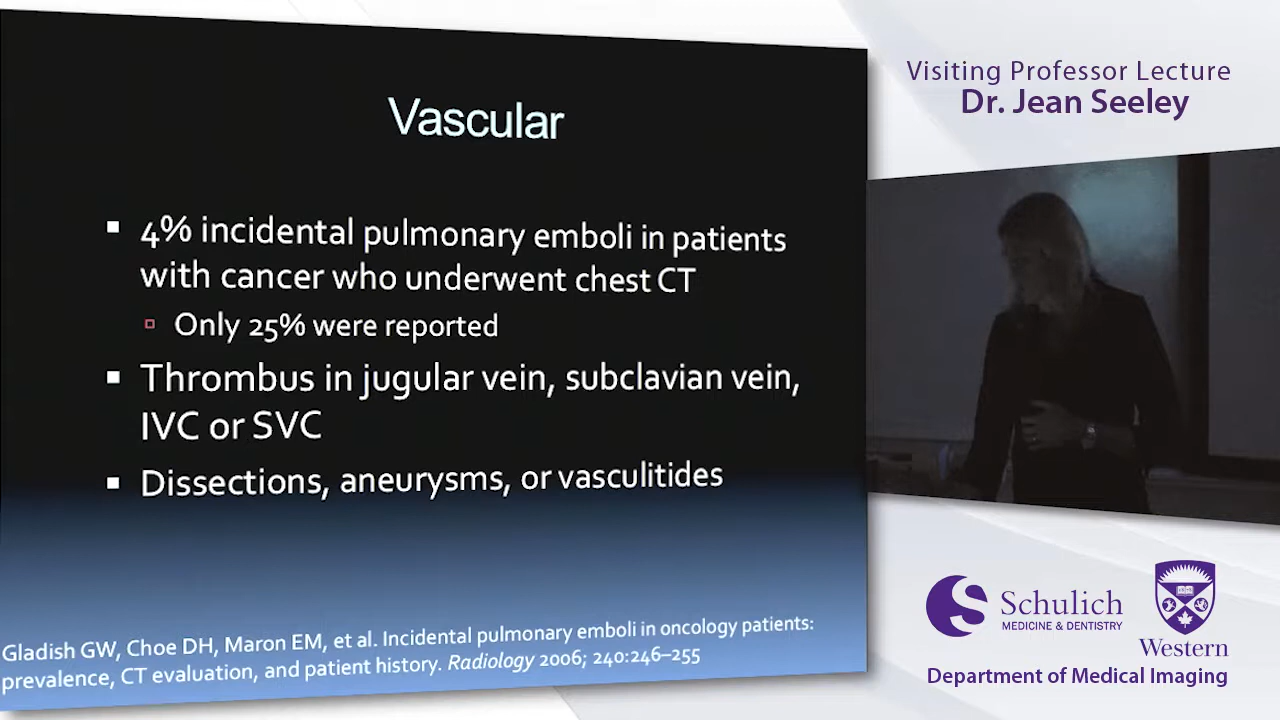 Vascular
4% incidental pulmonary emboli in patients
with cancer who underwent chest CT
Only 25% were reported
Thrombus in jugular vein, subclavian vein,
IVC or SVC
Dissections, aneurysms, or vasculitides
Gladish GW, Choe DH, Maron EM, et al. Incidental pulmonary emboli in oncology patients:
prevalence, CT evaluation, and patient history. Radiology 2006; 240:246–255
Visiting Professor Lecture
Dr. Jean Seeley
Schulich
MEDICINE & DENTISTRY
Western
Department of Medical Imaging